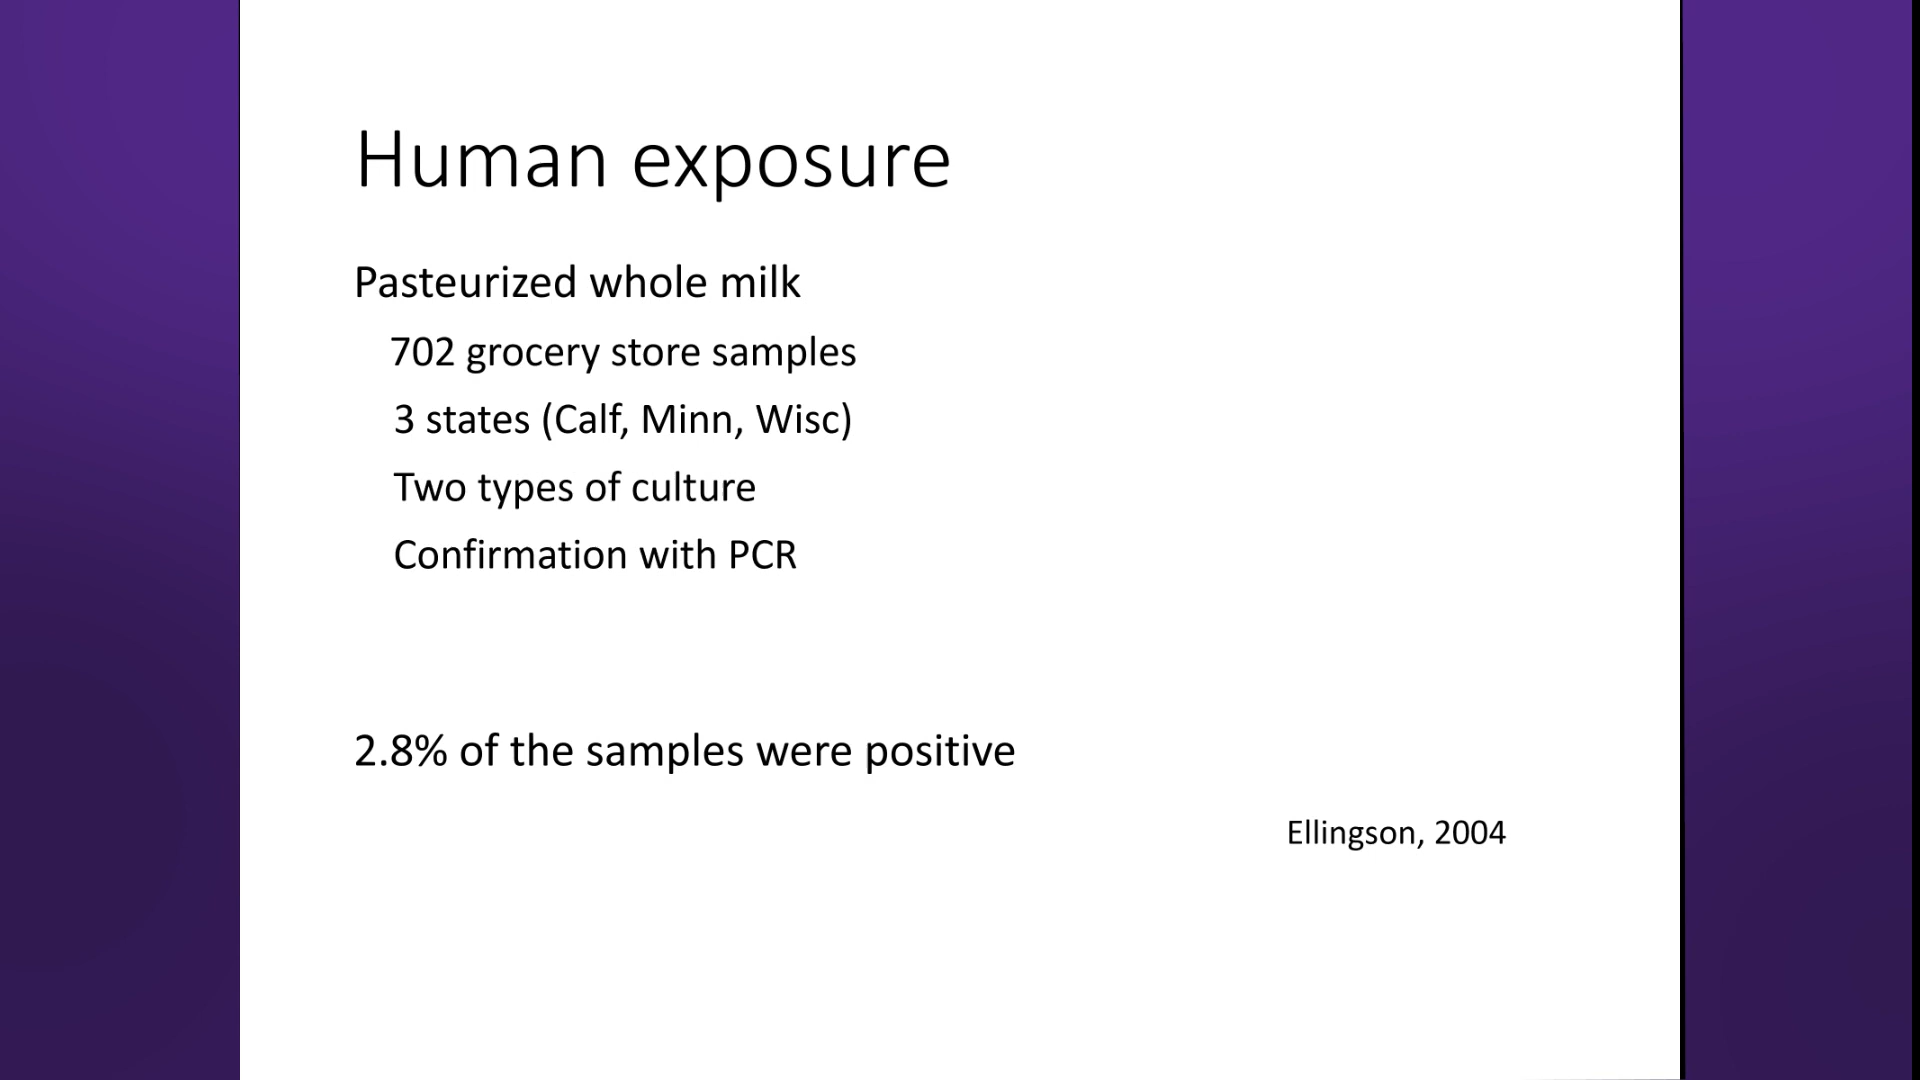 Human exposure
Pasteurized whole milk
702 grocery store samples
3 states (Calf, Minn, Wisc)
Two types of culture
Confirmation with PCR
2.8% of the samples were positive
Ellingson, 2004